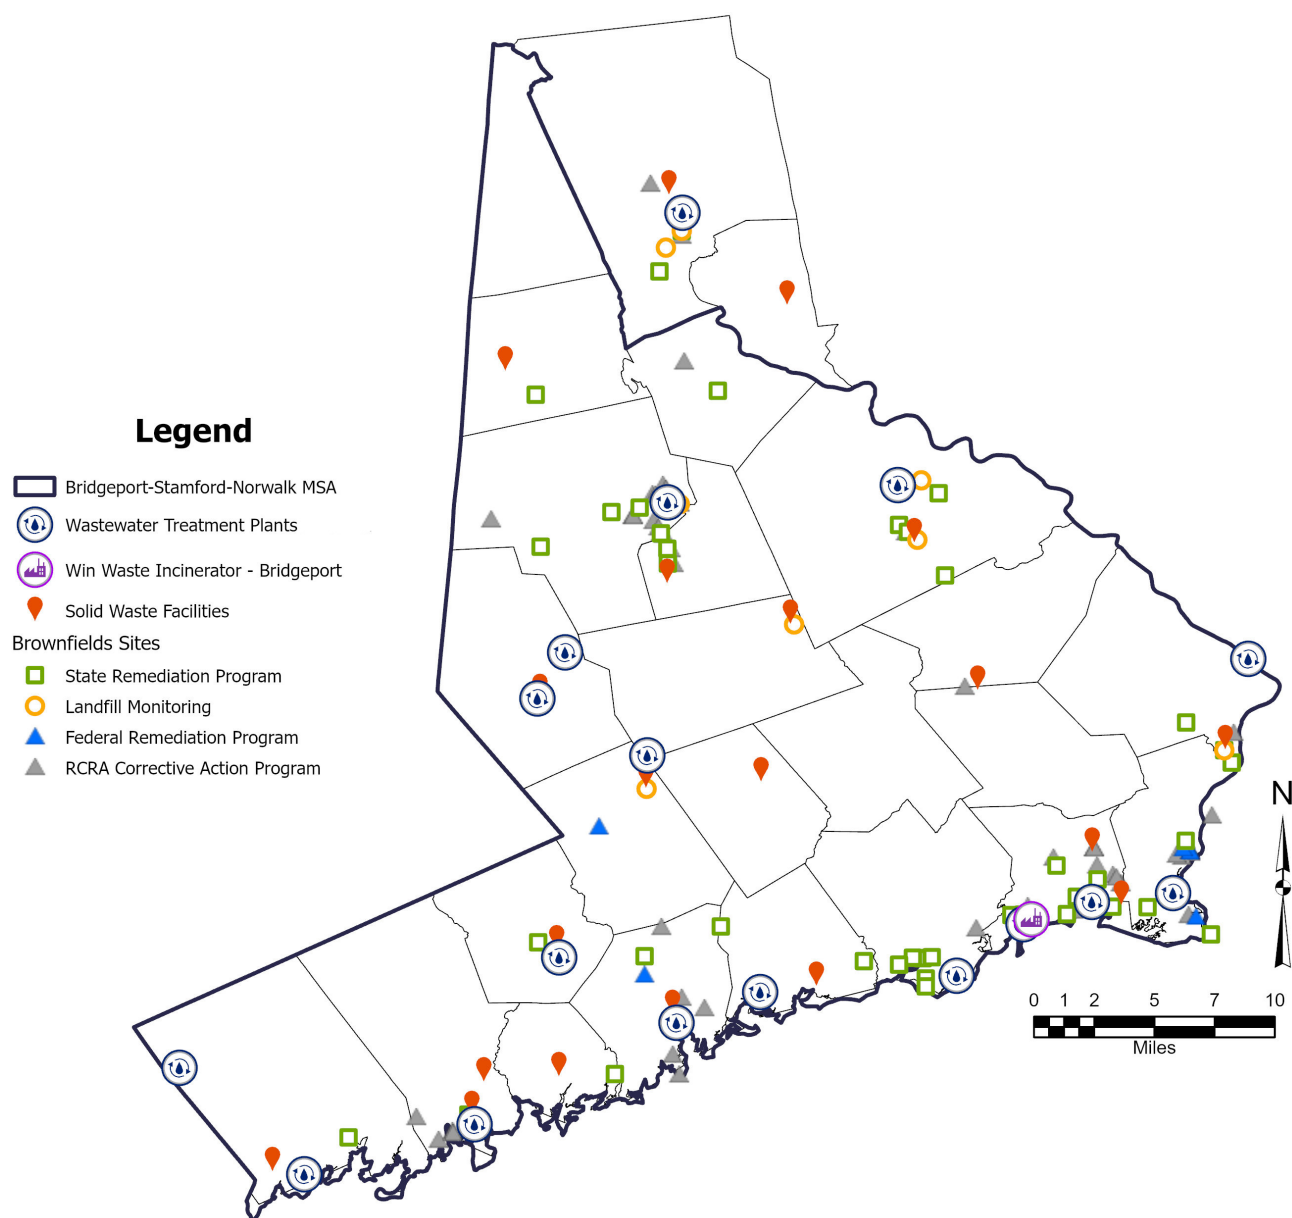 Legend
Bridgeport-Stamford-Norwalk MSA
Wastewater Treatment Plants
Win Waste Incinerator - Bridgeport
Solid Waste Facilities
Brownfields Sites
State Remediation Program
Landfill Monitoring
Federal Remediation Program
RCRA Corrective Action Program
N
0 1 2 5 7 10
Miles